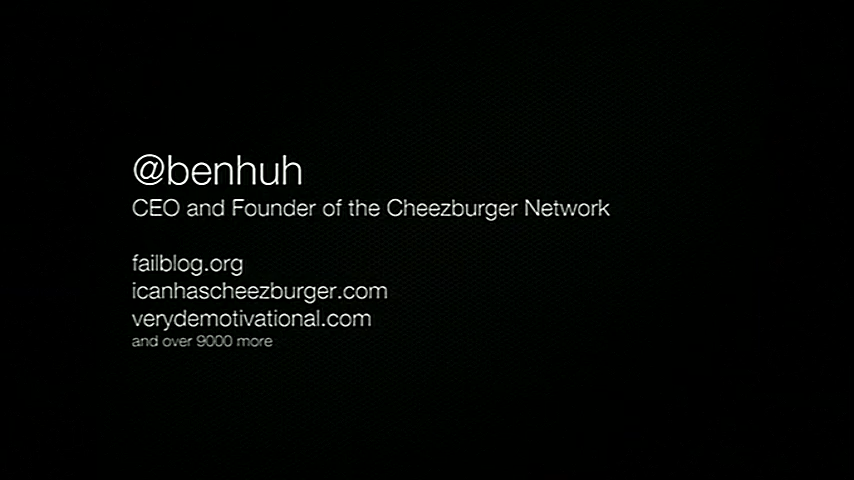 @benhuh
CEO and Founder of the Cheezburger Network
failblog.org
icanhascheezburger.com
verydemotivational.com
and over 9000 more